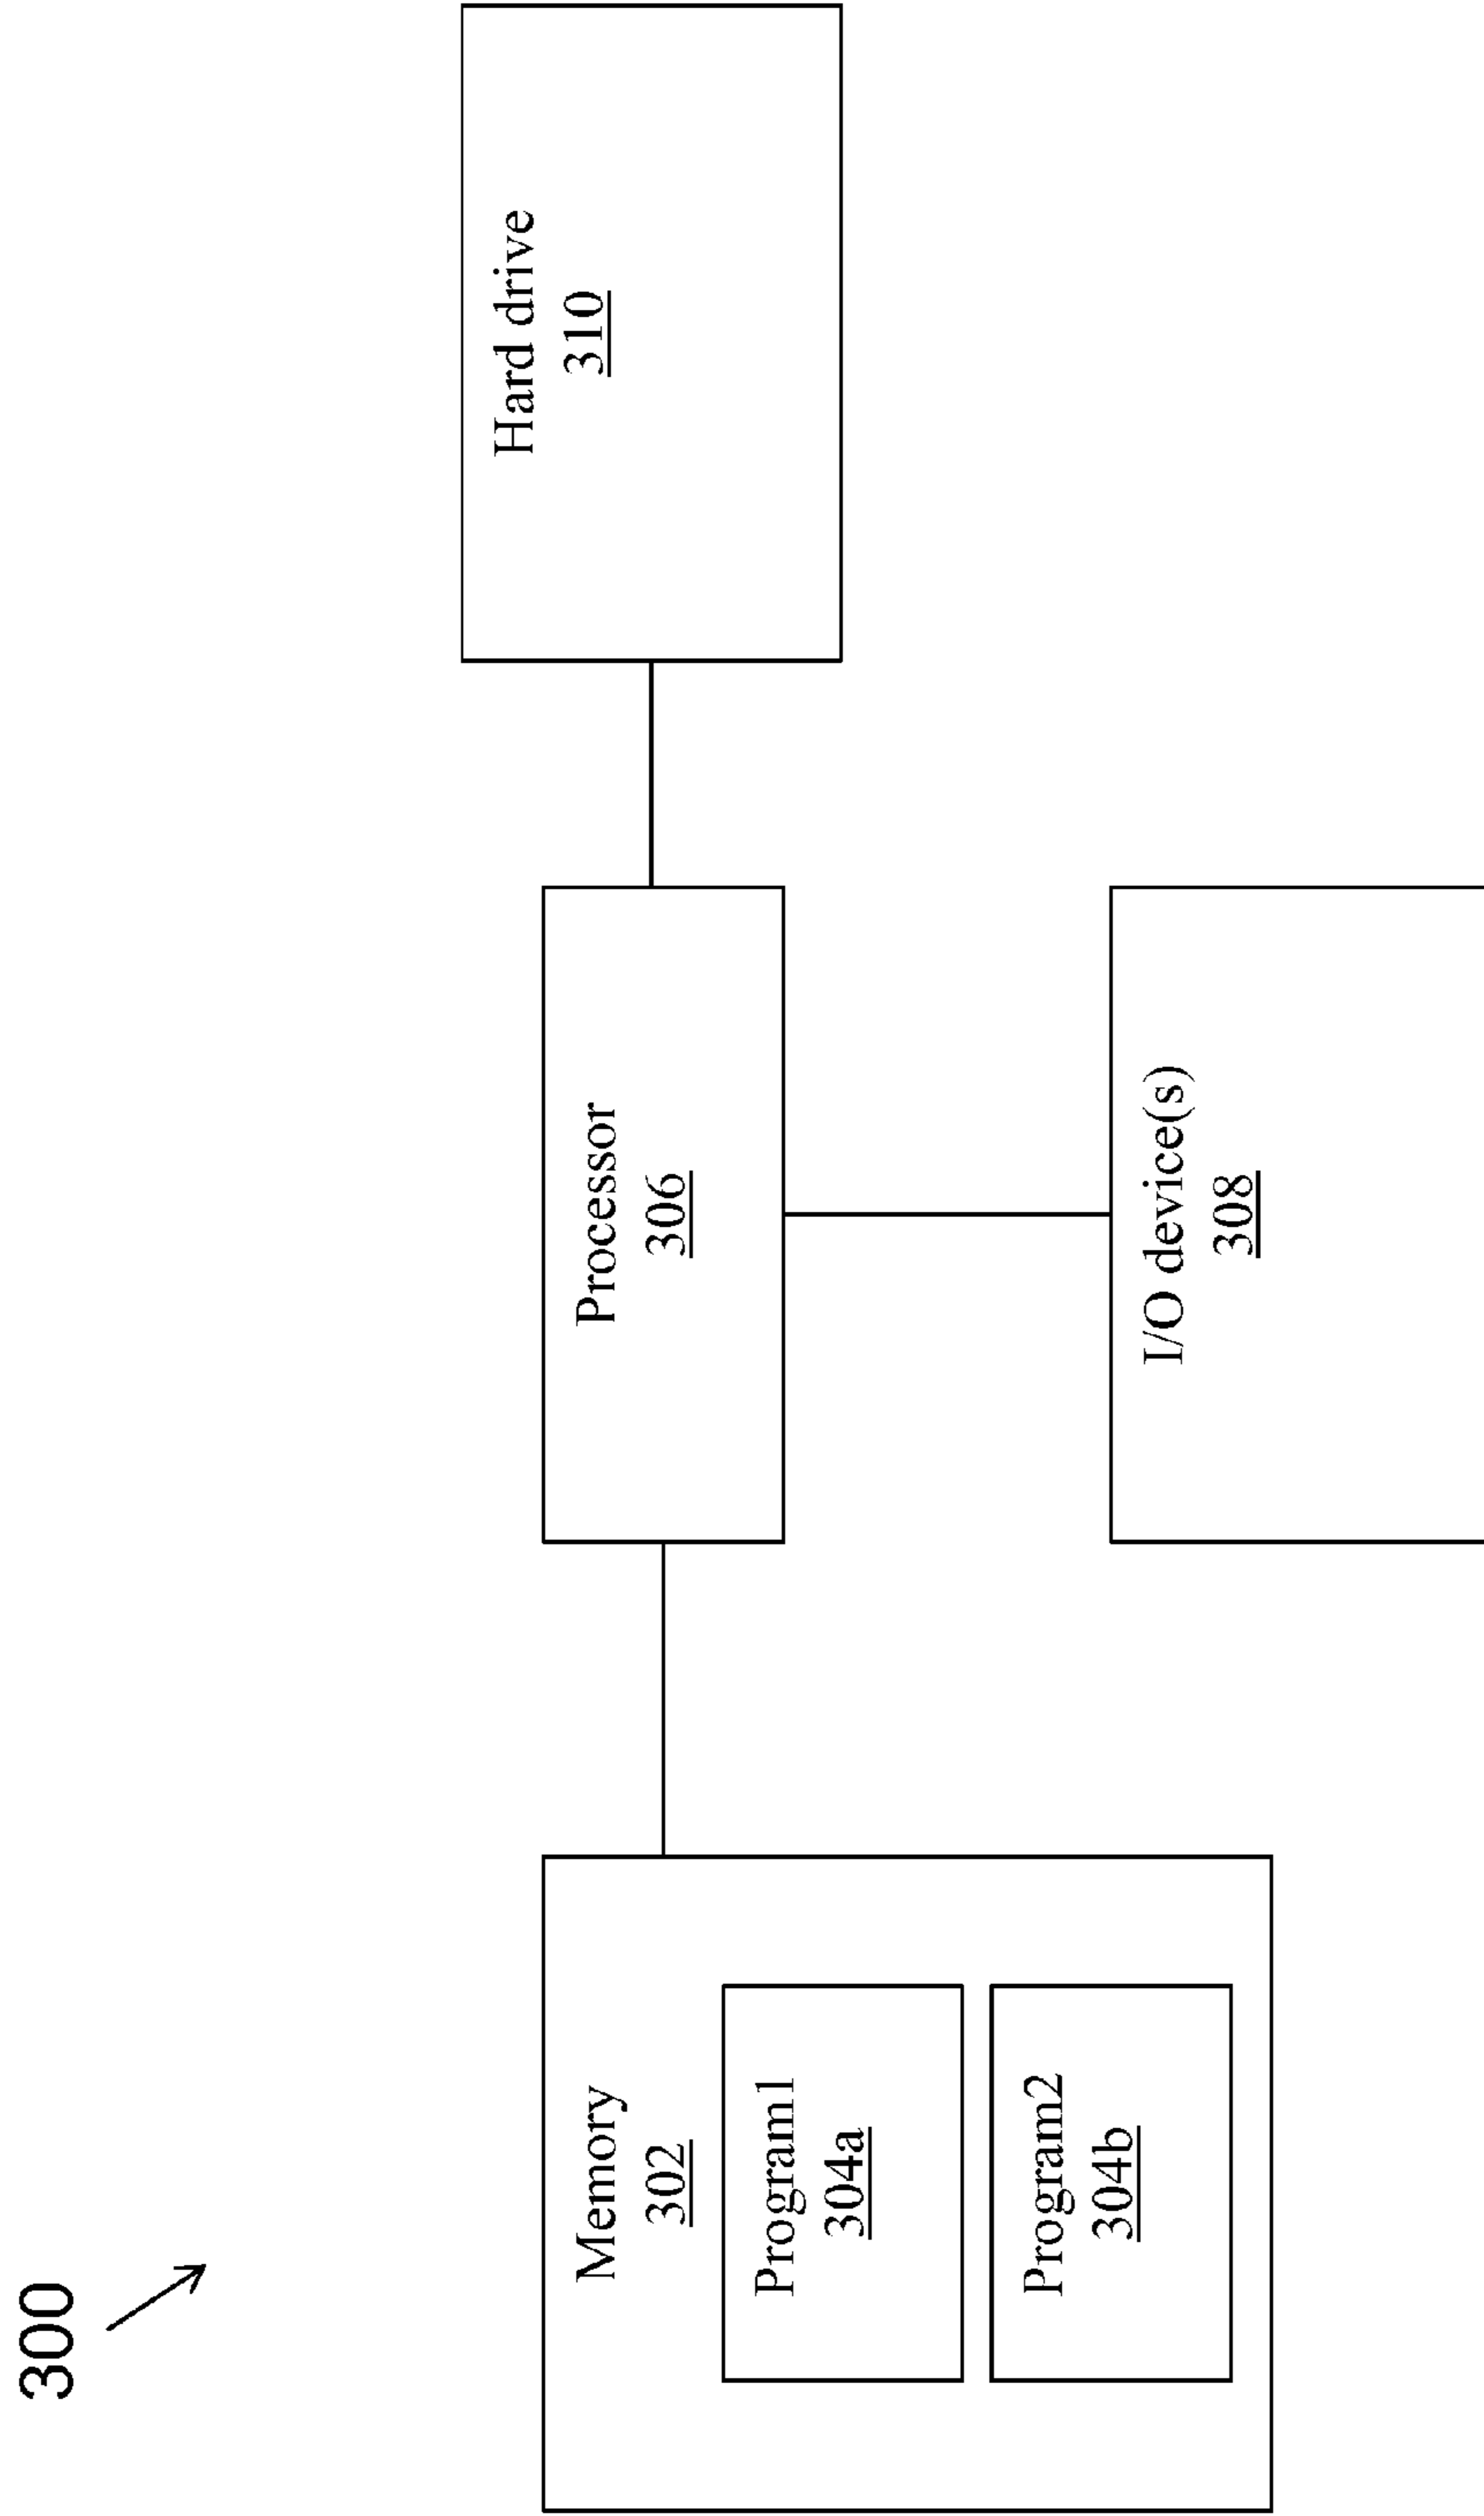 300
Memory
302
Program1
304a
Program2
304b
Processor
306
I/O device(s)
308
Hard drive
310